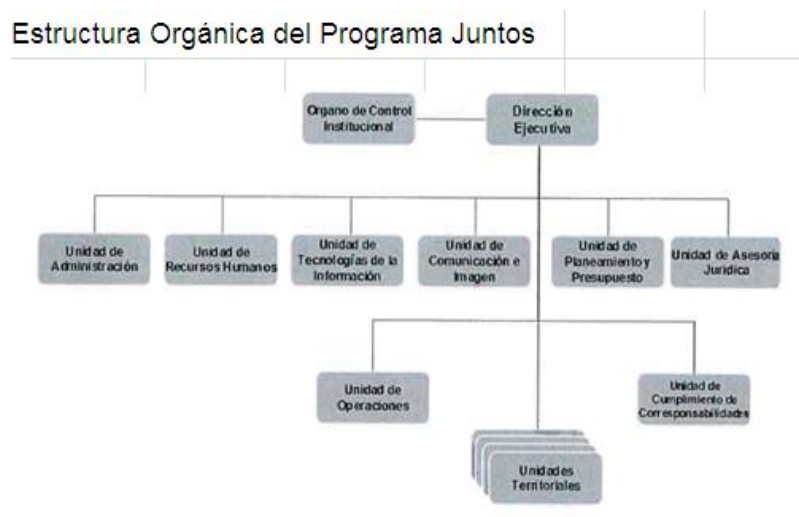 Estructura Orgánica del Programa Juntos
Organo de Control
Institucional
Dirección
Ejecutiva
Unidad de
Administración
Unidad de
Recursos Humanos
Unidad de
Tecnologías de la
Información
Unidad de
Comunicación e
Imagen
Unidad de
Planeamiento y
Presupuesto
Unidad de Asesoria
Juridica
Unidad de
Operaciones
Unidad de
Cumplimiento de
Corresponsabilidades
Unidades
Territoriales